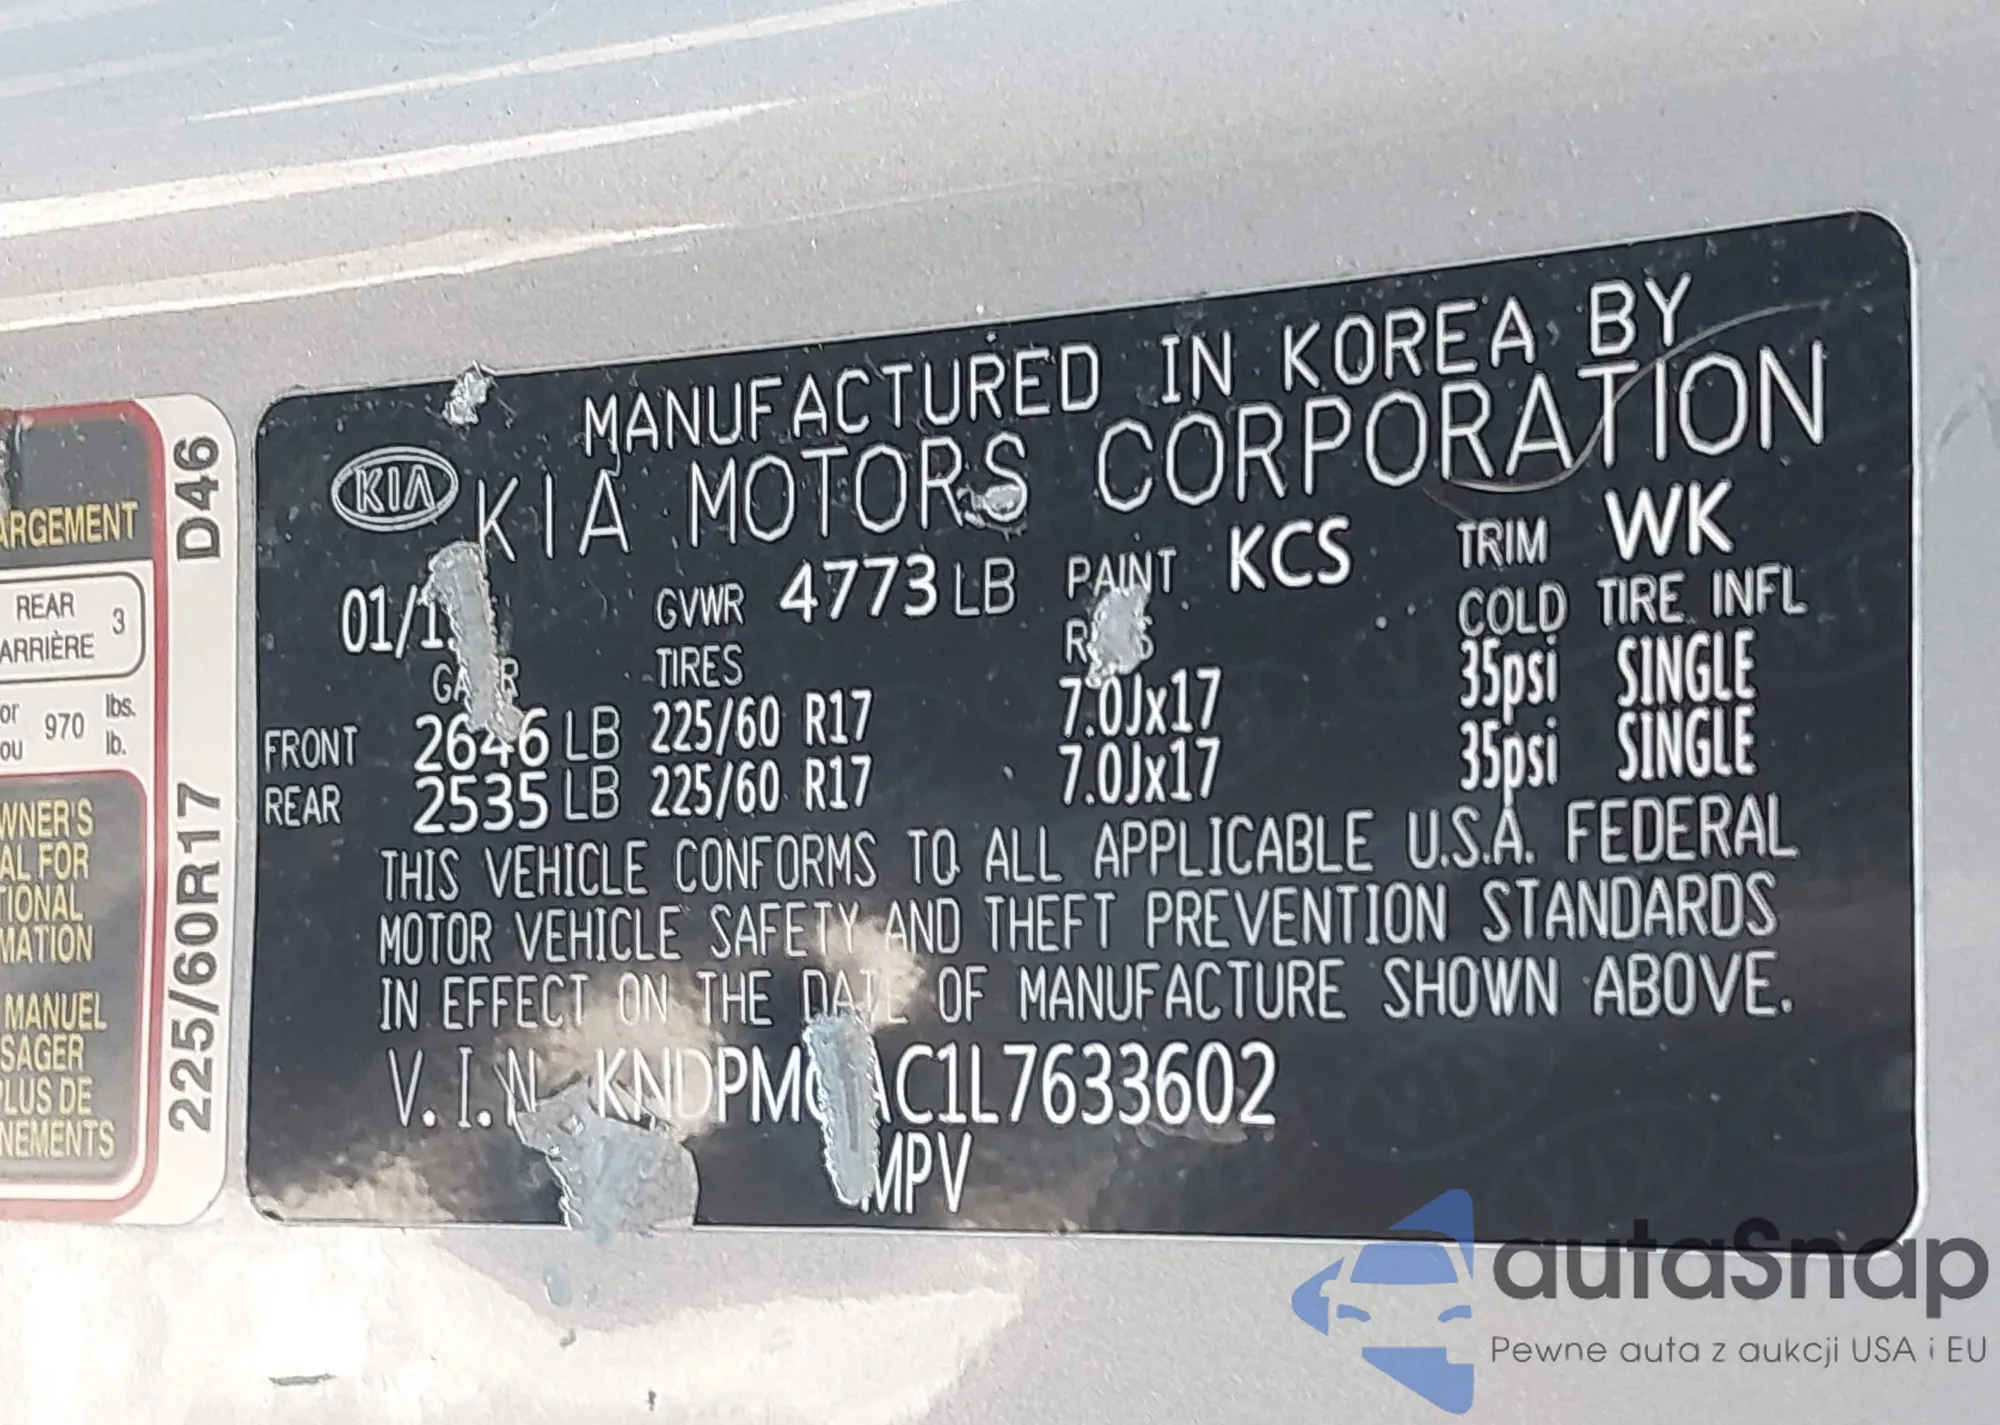 MANUFACTURED IN KOREA BY
KIA KIA MOTORS CORPORATION
GVWR 4773 LB PAINT KCS TRIM WK
TIRES COLD TIRE INFL
FRONT 2646 LB 225/60 R17 7.0Jx17 35psi SINGLE
REAR 2535 LB 225/60 R17 7.0Jx17 35psi SINGLE
THIS VEHICLE CONFORMS TO ALL APPLICABLE U.S.A. FEDERAL
MOTOR VEHICLE SAFETY AND THEFT PREVENTION STANDARDS
IN EFFECT ON THE DATE OF MANUFACTURE SHOWN ABOVE.
V.I.N
MPV
D46
225/60R17
REAR 3
ARRIÈRE
970 lbs.
lb.
MANUEL
PLUS DE
autaSnap
Pewne auta z aukcji USA i EU